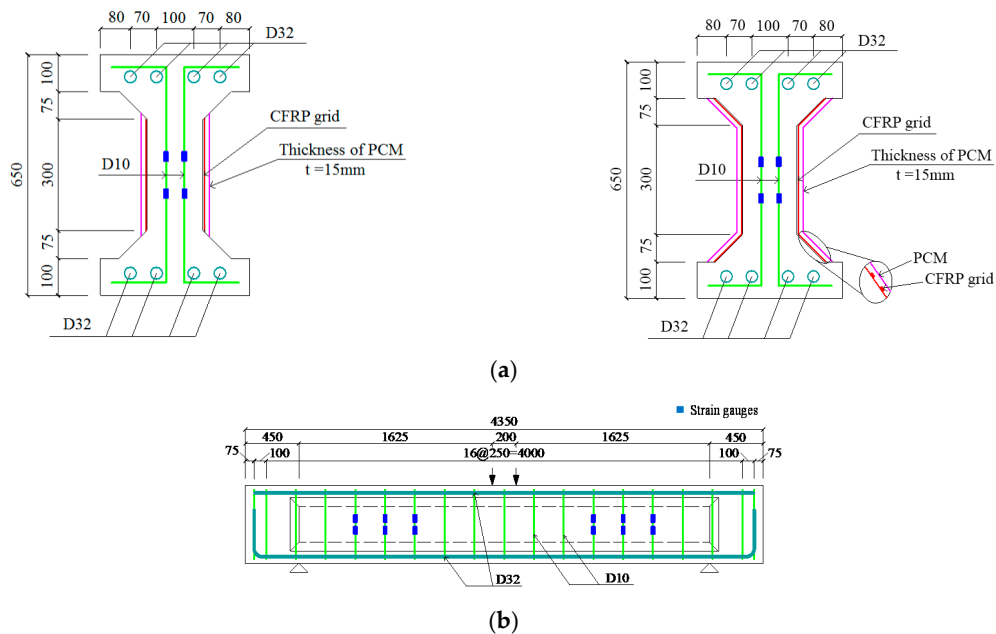 80 70 100 70 80
D32
100
75
300
75
100
650
CFRP grid
Thickness of PCM
t =15mm
D10
D32
80 70 100 70 80
D32
100
75
300
75
100
650
CFRP grid
Thickness of PCM
t =15mm
D10
PCM
CFRP grid
D32
(a)
Strain gauges
4350
450 1625 200 1625 450
75 100 16@250=4000 100 75
D32 D10
(b)